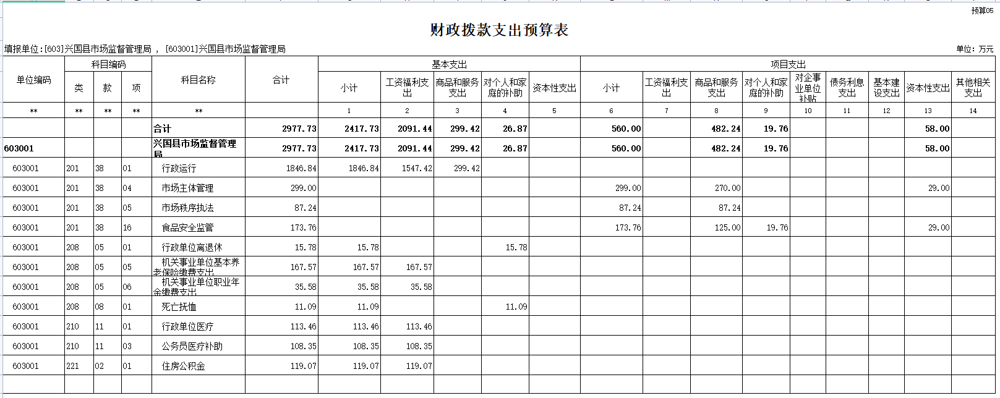 预算05
财政拨款支出预算表
填报单位:[603]兴国县市场监督管理局 , [603001]兴国县市场监督管理局 单位: 万元
单位编码 科目编码 科目名称 合计 基本支出 项目支出
类 款 项 小计 工资福利支出 商品和服务支出 对个人和家庭的补助 资本性支出 小计 工资福利支出 商品和服务支出 对个人和家庭的补助 对企事业单位补贴 债务利息支出 基本建设支出 资本性支出 其他相关支出
** ** ** ** ** 1 2 3 4 5 6 7 8 9 10 11 12 13 14
合计 2977.73 2417.73 2091.44 299.42 26.87 560.00 482.24 19.76 58.00
603001 兴国县市场监督管理局 2977.73 2417.73 2091.44 299.42 26.87 560.00 482.24 19.76 58.00
603001 201 38 01 行政运行 1846.84 1846.84 1547.42 299.42
603001 201 38 04 市场主体管理 299.00 299.00 270.00 29.00
603001 201 38 05 市场秩序执法 87.24 87.24 87.24
603001 201 38 16 食品安全监管 173.76 173.76 125.00 19.76 29.00
603001 208 05 01 行政单位离退休 15.78 15.78 15.78
603001 208 05 05 机关事业单位基本养老保险缴费支出 167.57 167.57 167.57
603001 208 05 06 机关事业单位职业年金缴费支出 35.58 35.58 35.58
603001 208 08 01 死亡抚恤 11.09 11.09 11.09
603001 210 11 01 行政单位医疗 113.46 113.46 113.46
603001 210 11 03 公务员医疗补助 108.35 108.35 108.35
603001 221 02 01 住房公积金 119.07 119.07 119.07